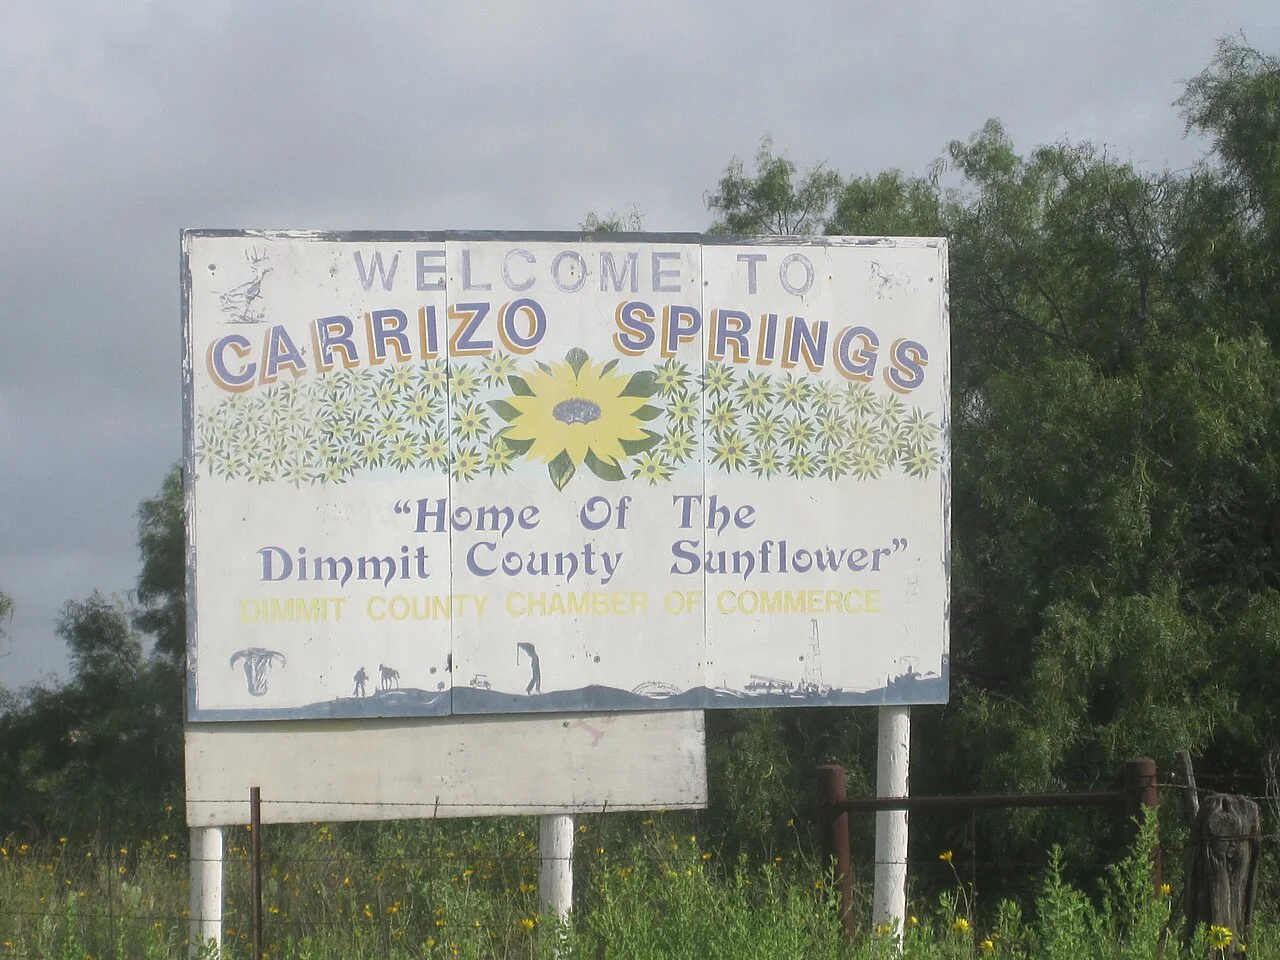 WELCOME TO
CARRIZO SPRINGS
“Home Of The
Dimmit County Sunflower”
DIMMIT COUNTY CHAMBER OF COMMERCE